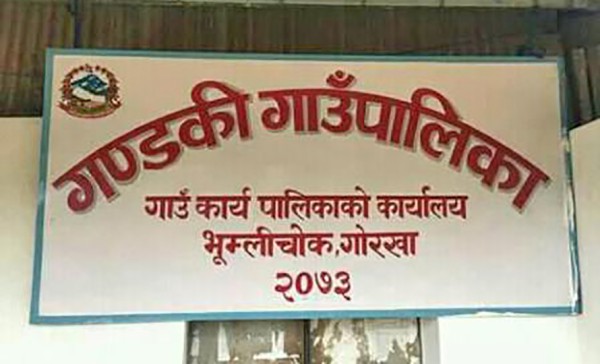 गण्डकी गाउँपालिका
गाउँ कार्य पालिकाको कार्यालय
भूम्लीचोक,गोरखा
२०७३